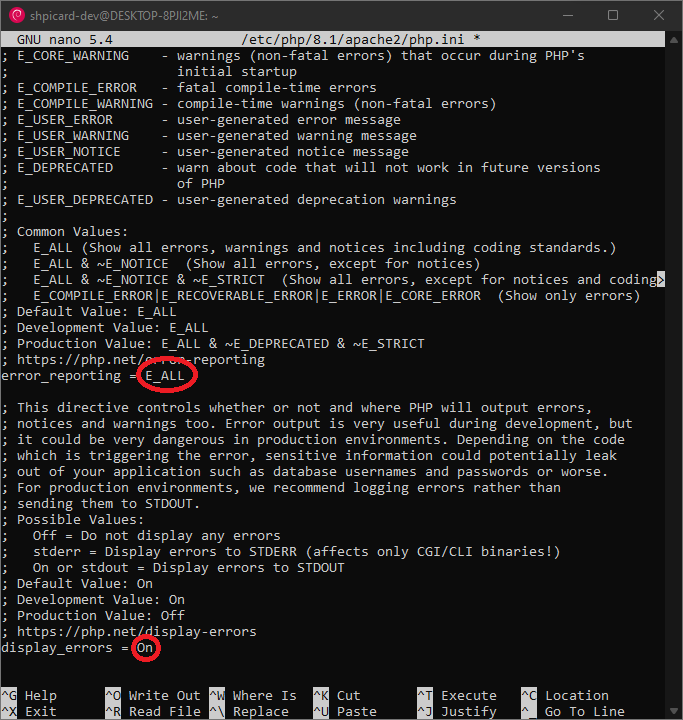 shpicard-dev@DESKTOP-8PJI2ME: ~
GNU nano 5.4 /etc/php/8.1/apache2/php.ini *
; E_CORE_WARNING - warnings (non-fatal errors) that occur during PHP's
; initial startup
; E_COMPILE_ERROR - fatal compile-time errors
; E_COMPILE_WARNING - compile-time warnings (non-fatal errors)
; E_USER_ERROR - user-generated error message
; E_USER_WARNING - user-generated warning message
; E_USER_NOTICE - user-generated notice message
; E_DEPRECATED - warn about code that will not work in future versions
; of PHP
; E_USER_DEPRECATED - user-generated deprecation warnings
;
; Common Values:
; E_ALL (Show all errors, warnings and notices including coding standards.)
; E_ALL & ~E_NOTICE (Show all errors, except for notices)
; E_ALL & ~E_NOTICE & ~E_STRICT (Show all errors, except for notices and coding>
; E_COMPILE_ERROR|E_RECOVERABLE_ERROR|E_ERROR|E_CORE_ERROR (Show only errors)
; Default Value: E_ALL
; Development Value: E_ALL
; Production Value: E_ALL & ~E_DEPRECATED & ~E_STRICT
; https://php.net/error-reporting
error_reporting = E_ALL
; This directive controls whether or not and where PHP will output errors,
; notices and warnings too. Error output is very useful during development, but
; it could be very dangerous in production environments. Depending on the code
; which is triggering the error, sensitive information could potentially leak
; out of your application such as database usernames and passwords or worse.
; For production environments, we recommend logging errors rather than
; sending them to STDOUT.
; Possible Values:
; Off = Do not display any errors
; stderr = Display errors to STDERR (affects only CGI/CLI binaries!)
; On or stdout = Display errors to STDOUT
; Default Value: On
; Development Value: On
; Production Value: Off
; https://php.net/display-errors
display_errors = On
^G Help ^O Write Out ^W Where Is ^K Cut ^T Execute ^C Location
^X Exit ^R Read File ^\ Replace ^U Paste ^J Justify ^_ Go To Line